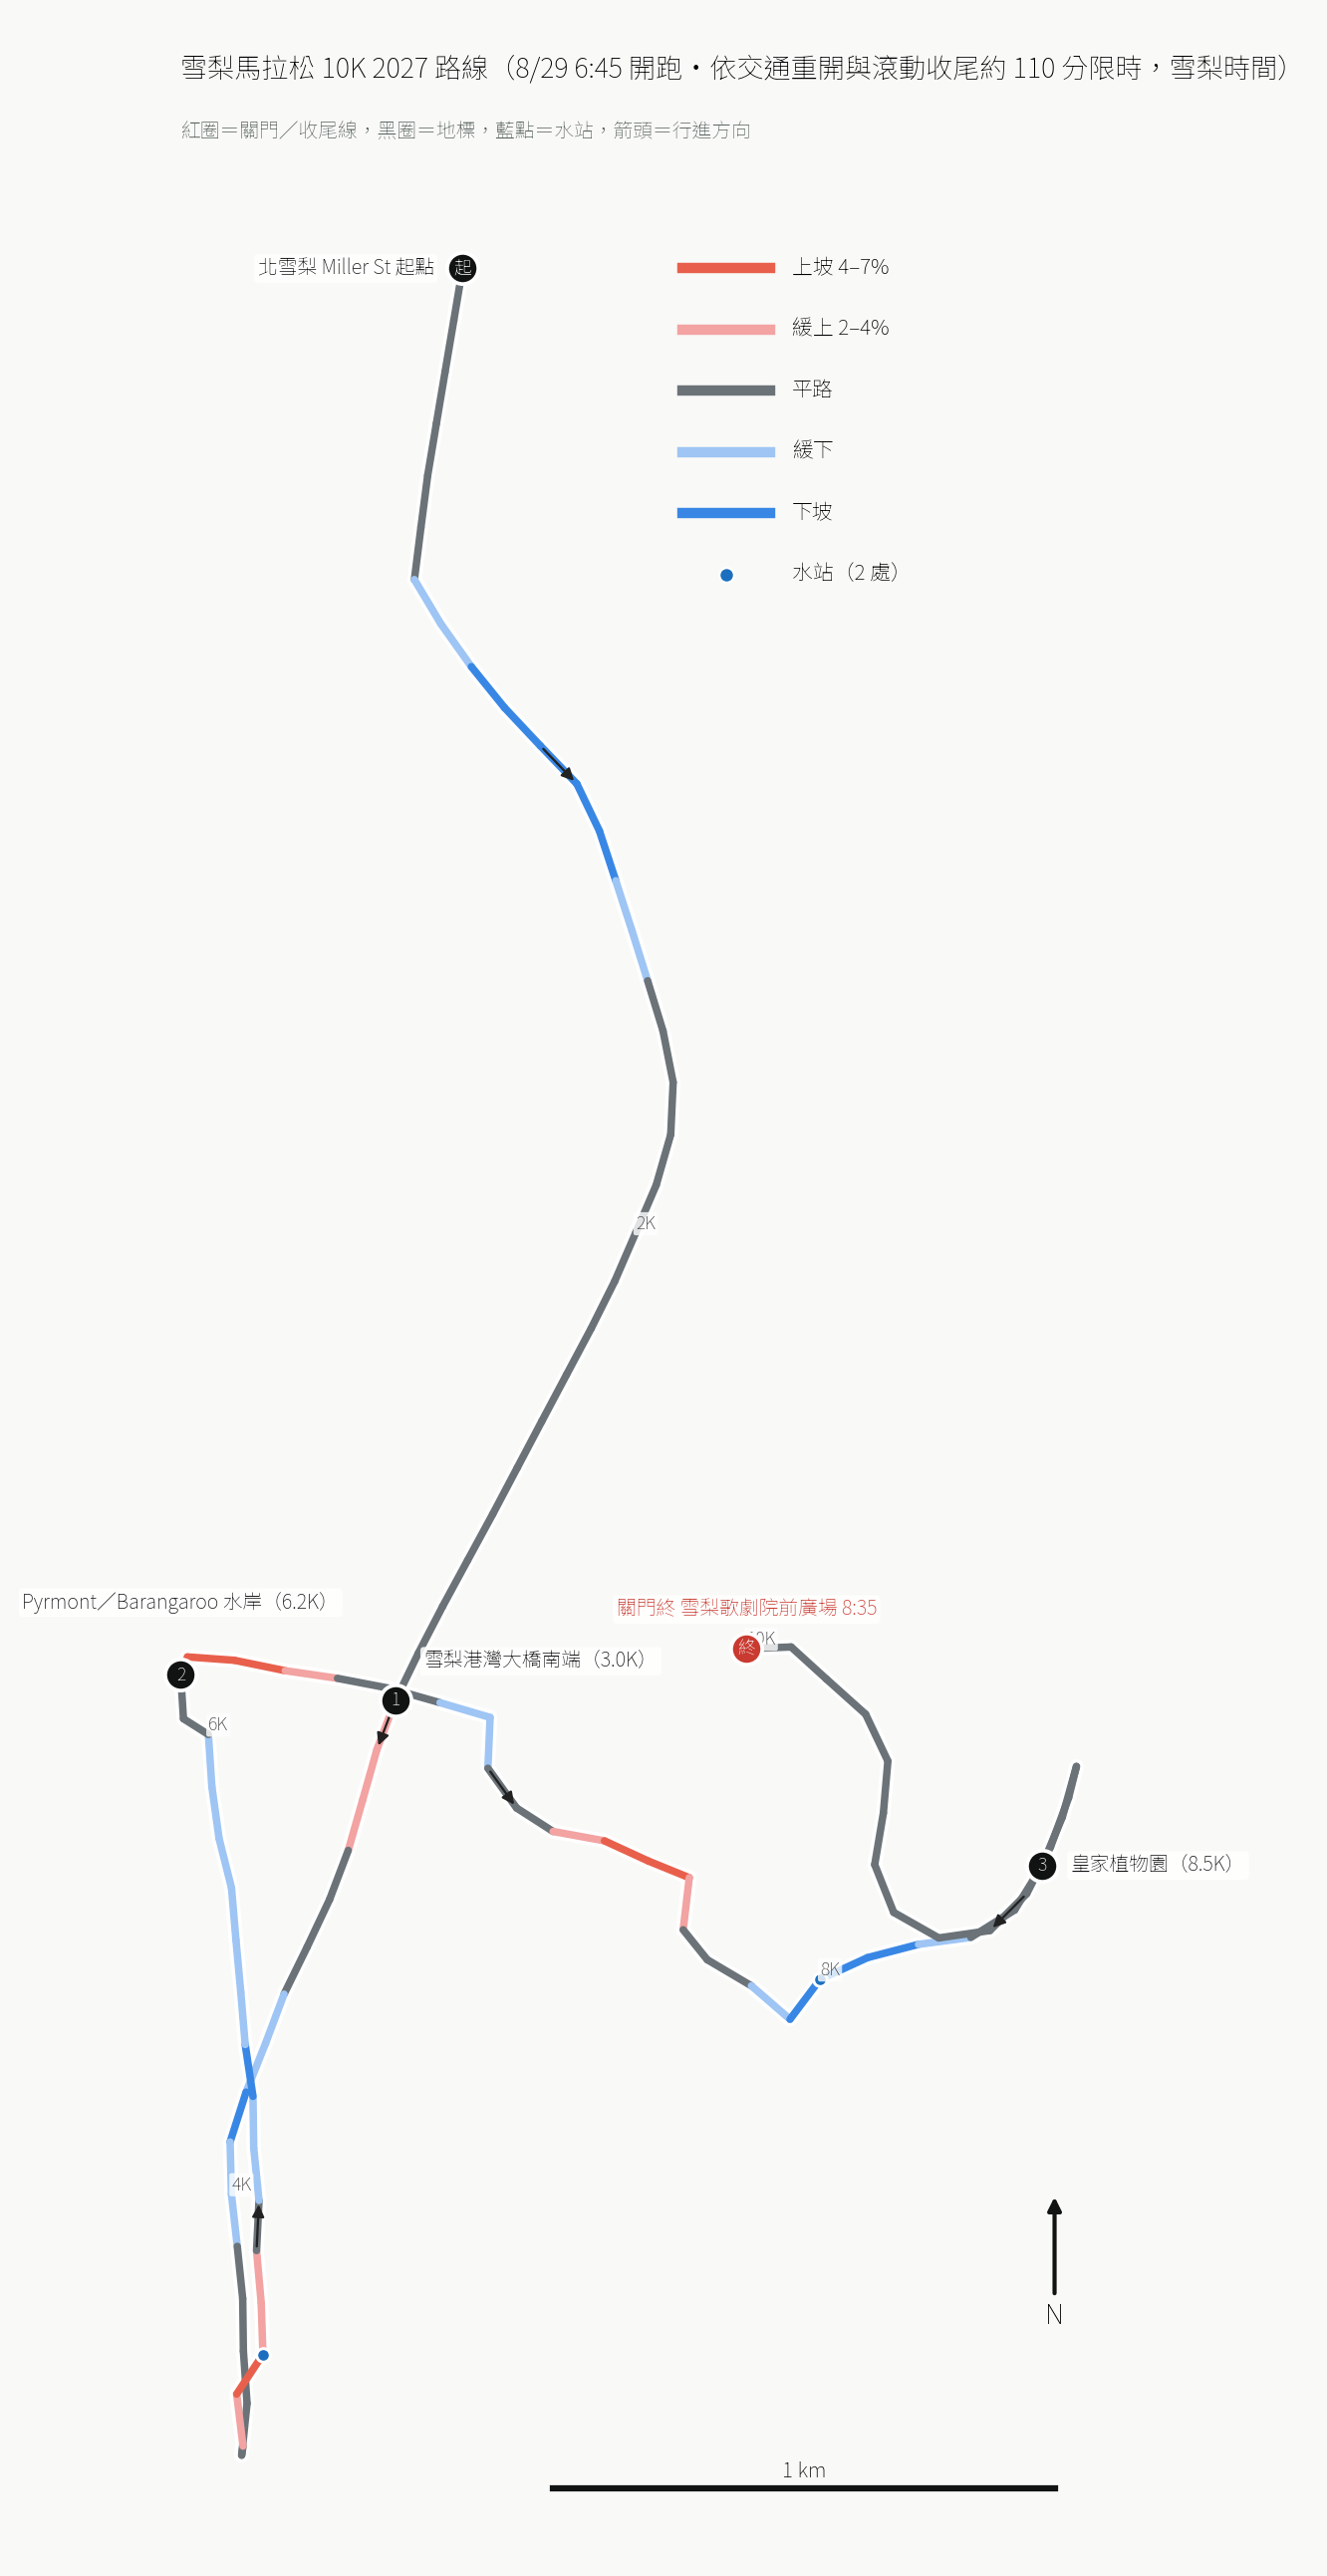 雪梨馬拉松 10K 2027 路線（8/29 6:45 開跑・依交通重開與滾動收尾約 110 分限時，雪梨時間）
紅圈＝關門／收尾線，黑圈＝地標，藍點＝水站，箭頭＝行進方向
北雪梨 Miller St 起點
起
上坡 4–7%
緩上 2–4%
平路
緩下
下坡
水站（2 處）
2K
Pyrmont／Barangaroo 水岸（6.2K）
關門終 雪梨歌劇院前廣場 8:35
終
雪梨港灣大橋南端（3.0K）
2
1
6K
3
皇家植物園（8.5K）
8K
4K
N
1 km